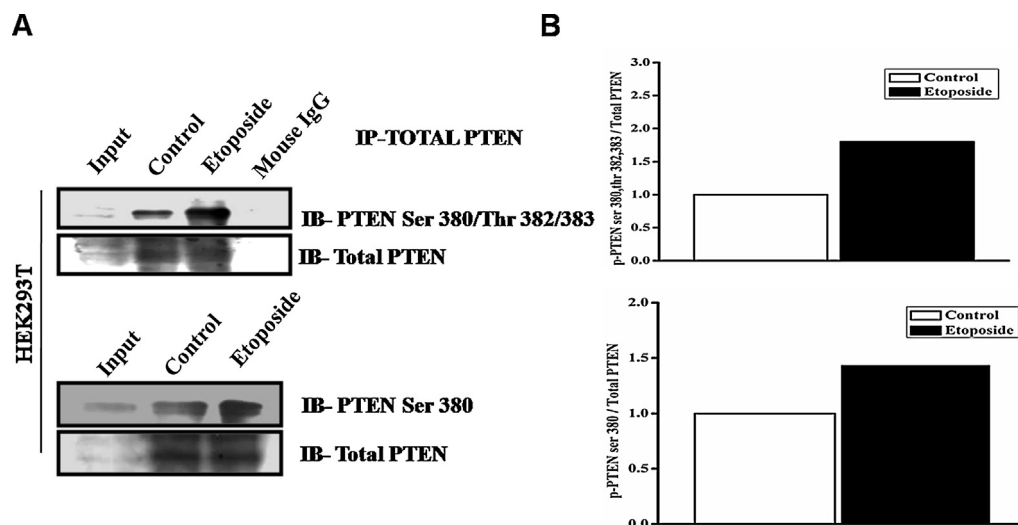 A
Input
Control
Etoposide
Mouse IgG
IP-TOTAL PTEN
IB- PTEN Ser 380/Thr 382/383
IB- Total PTEN
HEK293T
Input
Control
Etoposide
IB- PTEN Ser 380
IB- Total PTEN
B
p-PTEN ser 380,thr 382,383 / Total PTEN
3.0
2.5
2.0
1.5
1.0
0.5
0.0
Control
Etoposide
p-PTEN ser 380 / Total PTEN
2.0
1.5
1.0
0.5
0.0
Control
Etoposide